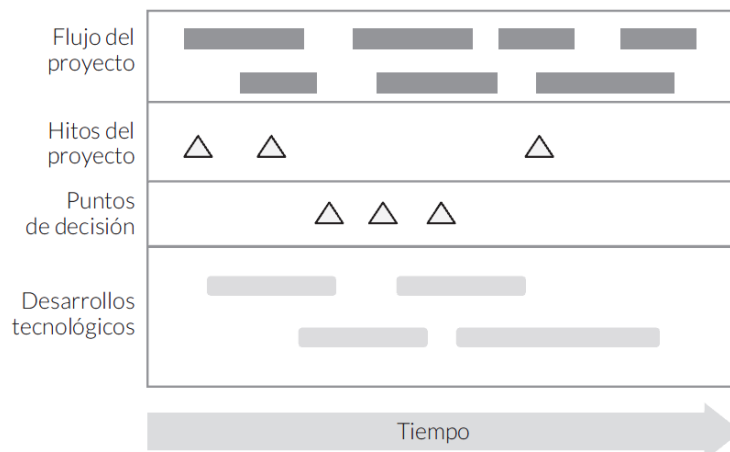 Flujo del
proyecto
Hitos del
proyecto
Puntos
de decisión
Desarrollos
tecnológicos
Tiempo